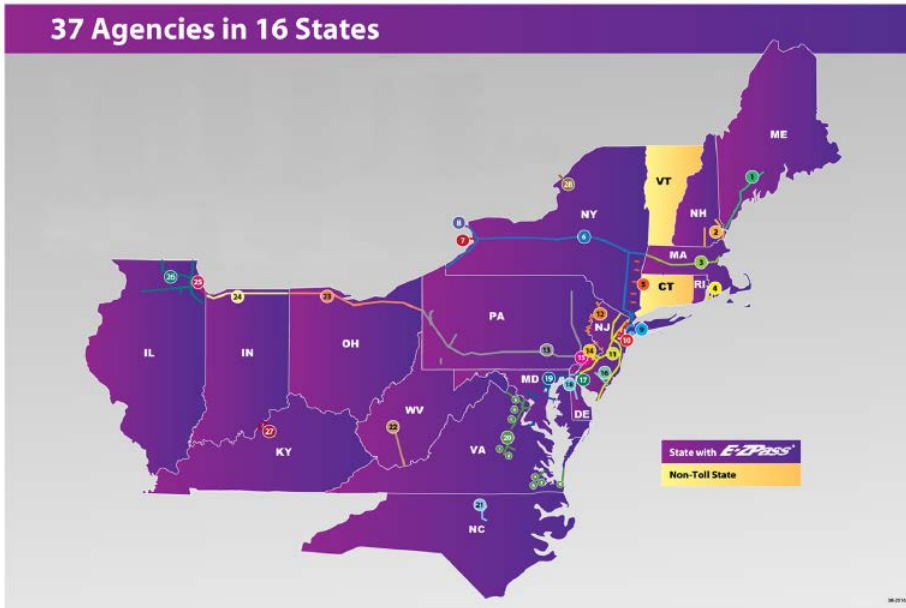 37 Agencies in 16 States
ME
1
VT
28
NH
NY
8
2
6
7
MA
3
26
25
5
CT
RI
4
24
23
12
PA
NJ
9
10
OH
13
14
11
15
IL
IN
MD
19
18
17
16
WV
DE
22
27
20
KY
VA
State with E-ZPass®
Non-Toll State
21
NC